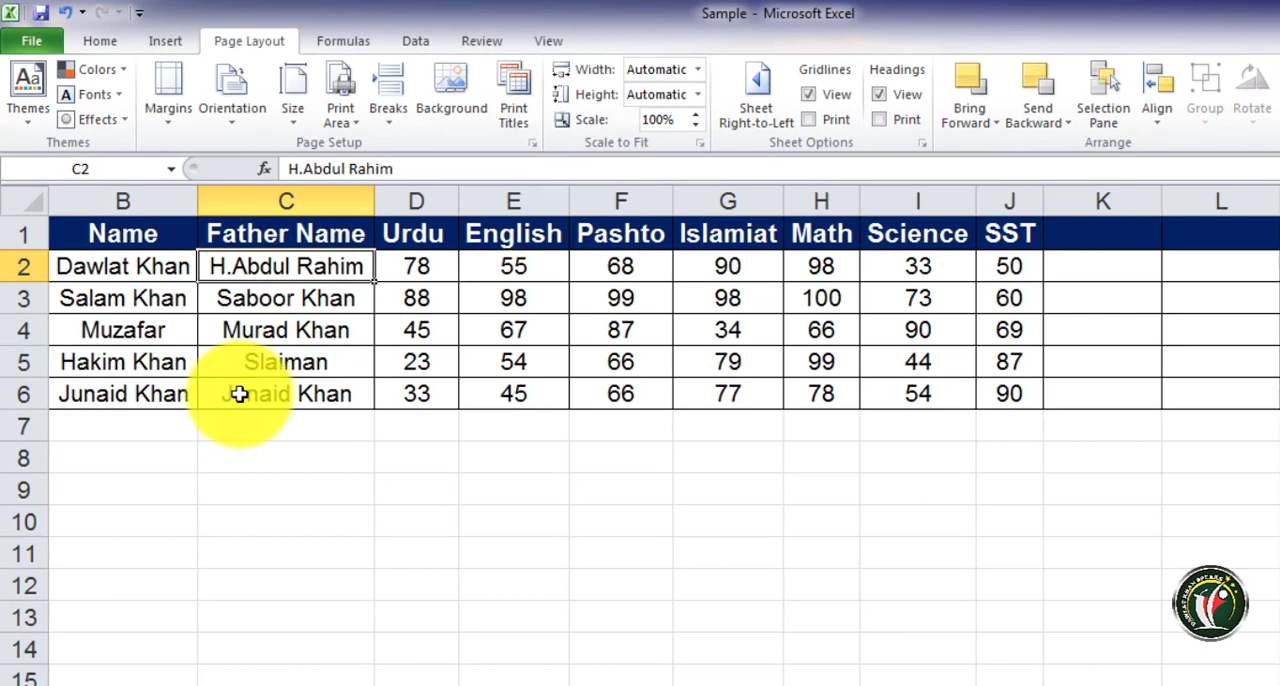 Sample - Microsoft Excel
File Home Insert Page Layout Formulas Data Review View
Themes Colors Fonts Effects Margins Orientation Size Print Area Breaks Background Print Titles Width: Automatic Height: Automatic Scale: 100% Sheet Right-to-Left Gridlines View Print Headings View Print Bring Forward Send Backward Selection Pane Align Group Rotate
Themes Page Setup Scale to Fit Sheet Options Arrange
C2 fx H.Abdul Rahim
B C D E F G H I J K L
1 Name Father Name Urdu English Pashto Islamiat Math Science SST
2 Dawlat Khan H.Abdul Rahim 78 55 68 90 98 33 50
3 Salam Khan Saboor Khan 88 98 99 98 100 73 60
4 Muzafar Murad Khan 45 67 87 34 66 90 69
5 Hakim Khan Slaiman 23 54 66 79 99 44 87
6 Junaid Khan Junaid Khan 33 45 66 77 78 54 90
7
8
9
10
11
12
13
14
15